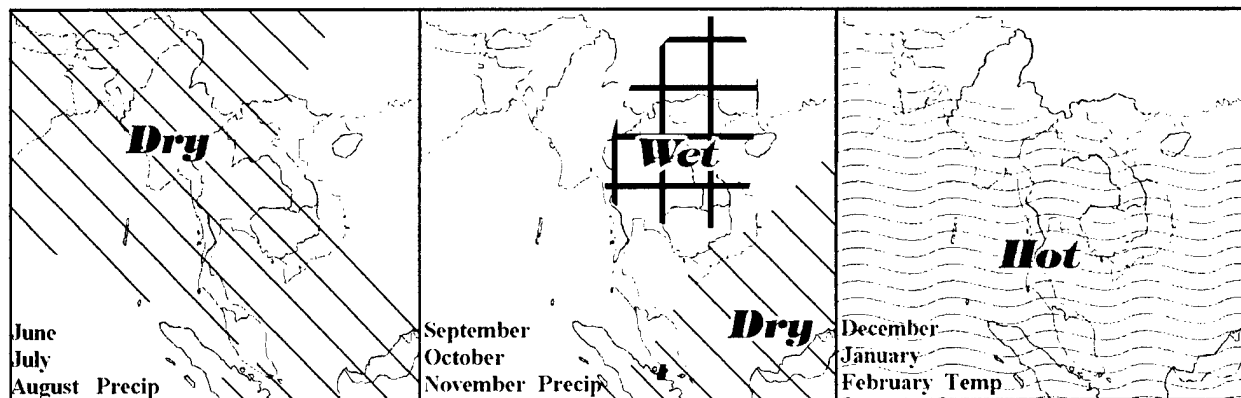 Dry
June
July
August Precip
Wet
Dry
September
October
November Precip
Hot
December
January
February Temp